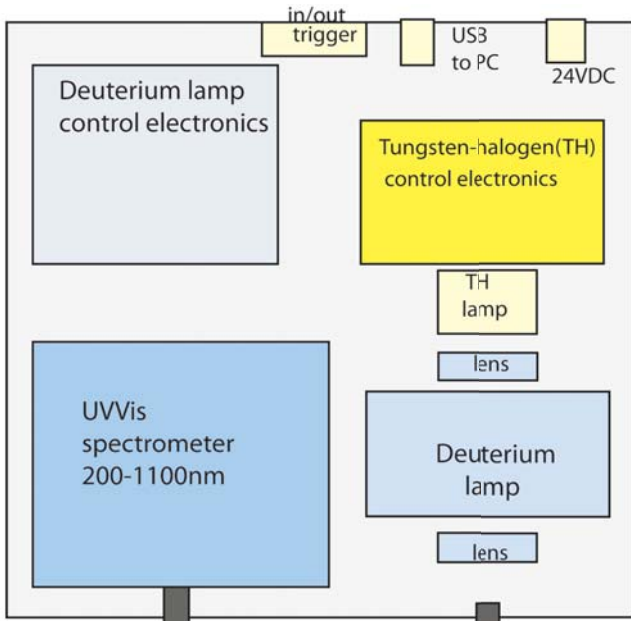 in/out
trigger
USB
to PC
24VDC
Deuterium lamp
control electronics
Tungsten-halogen(TH)
control electronics
TH
lamp
lens
UVVis
spectrometer
200-1100nm
Deuterium
lamp
lens